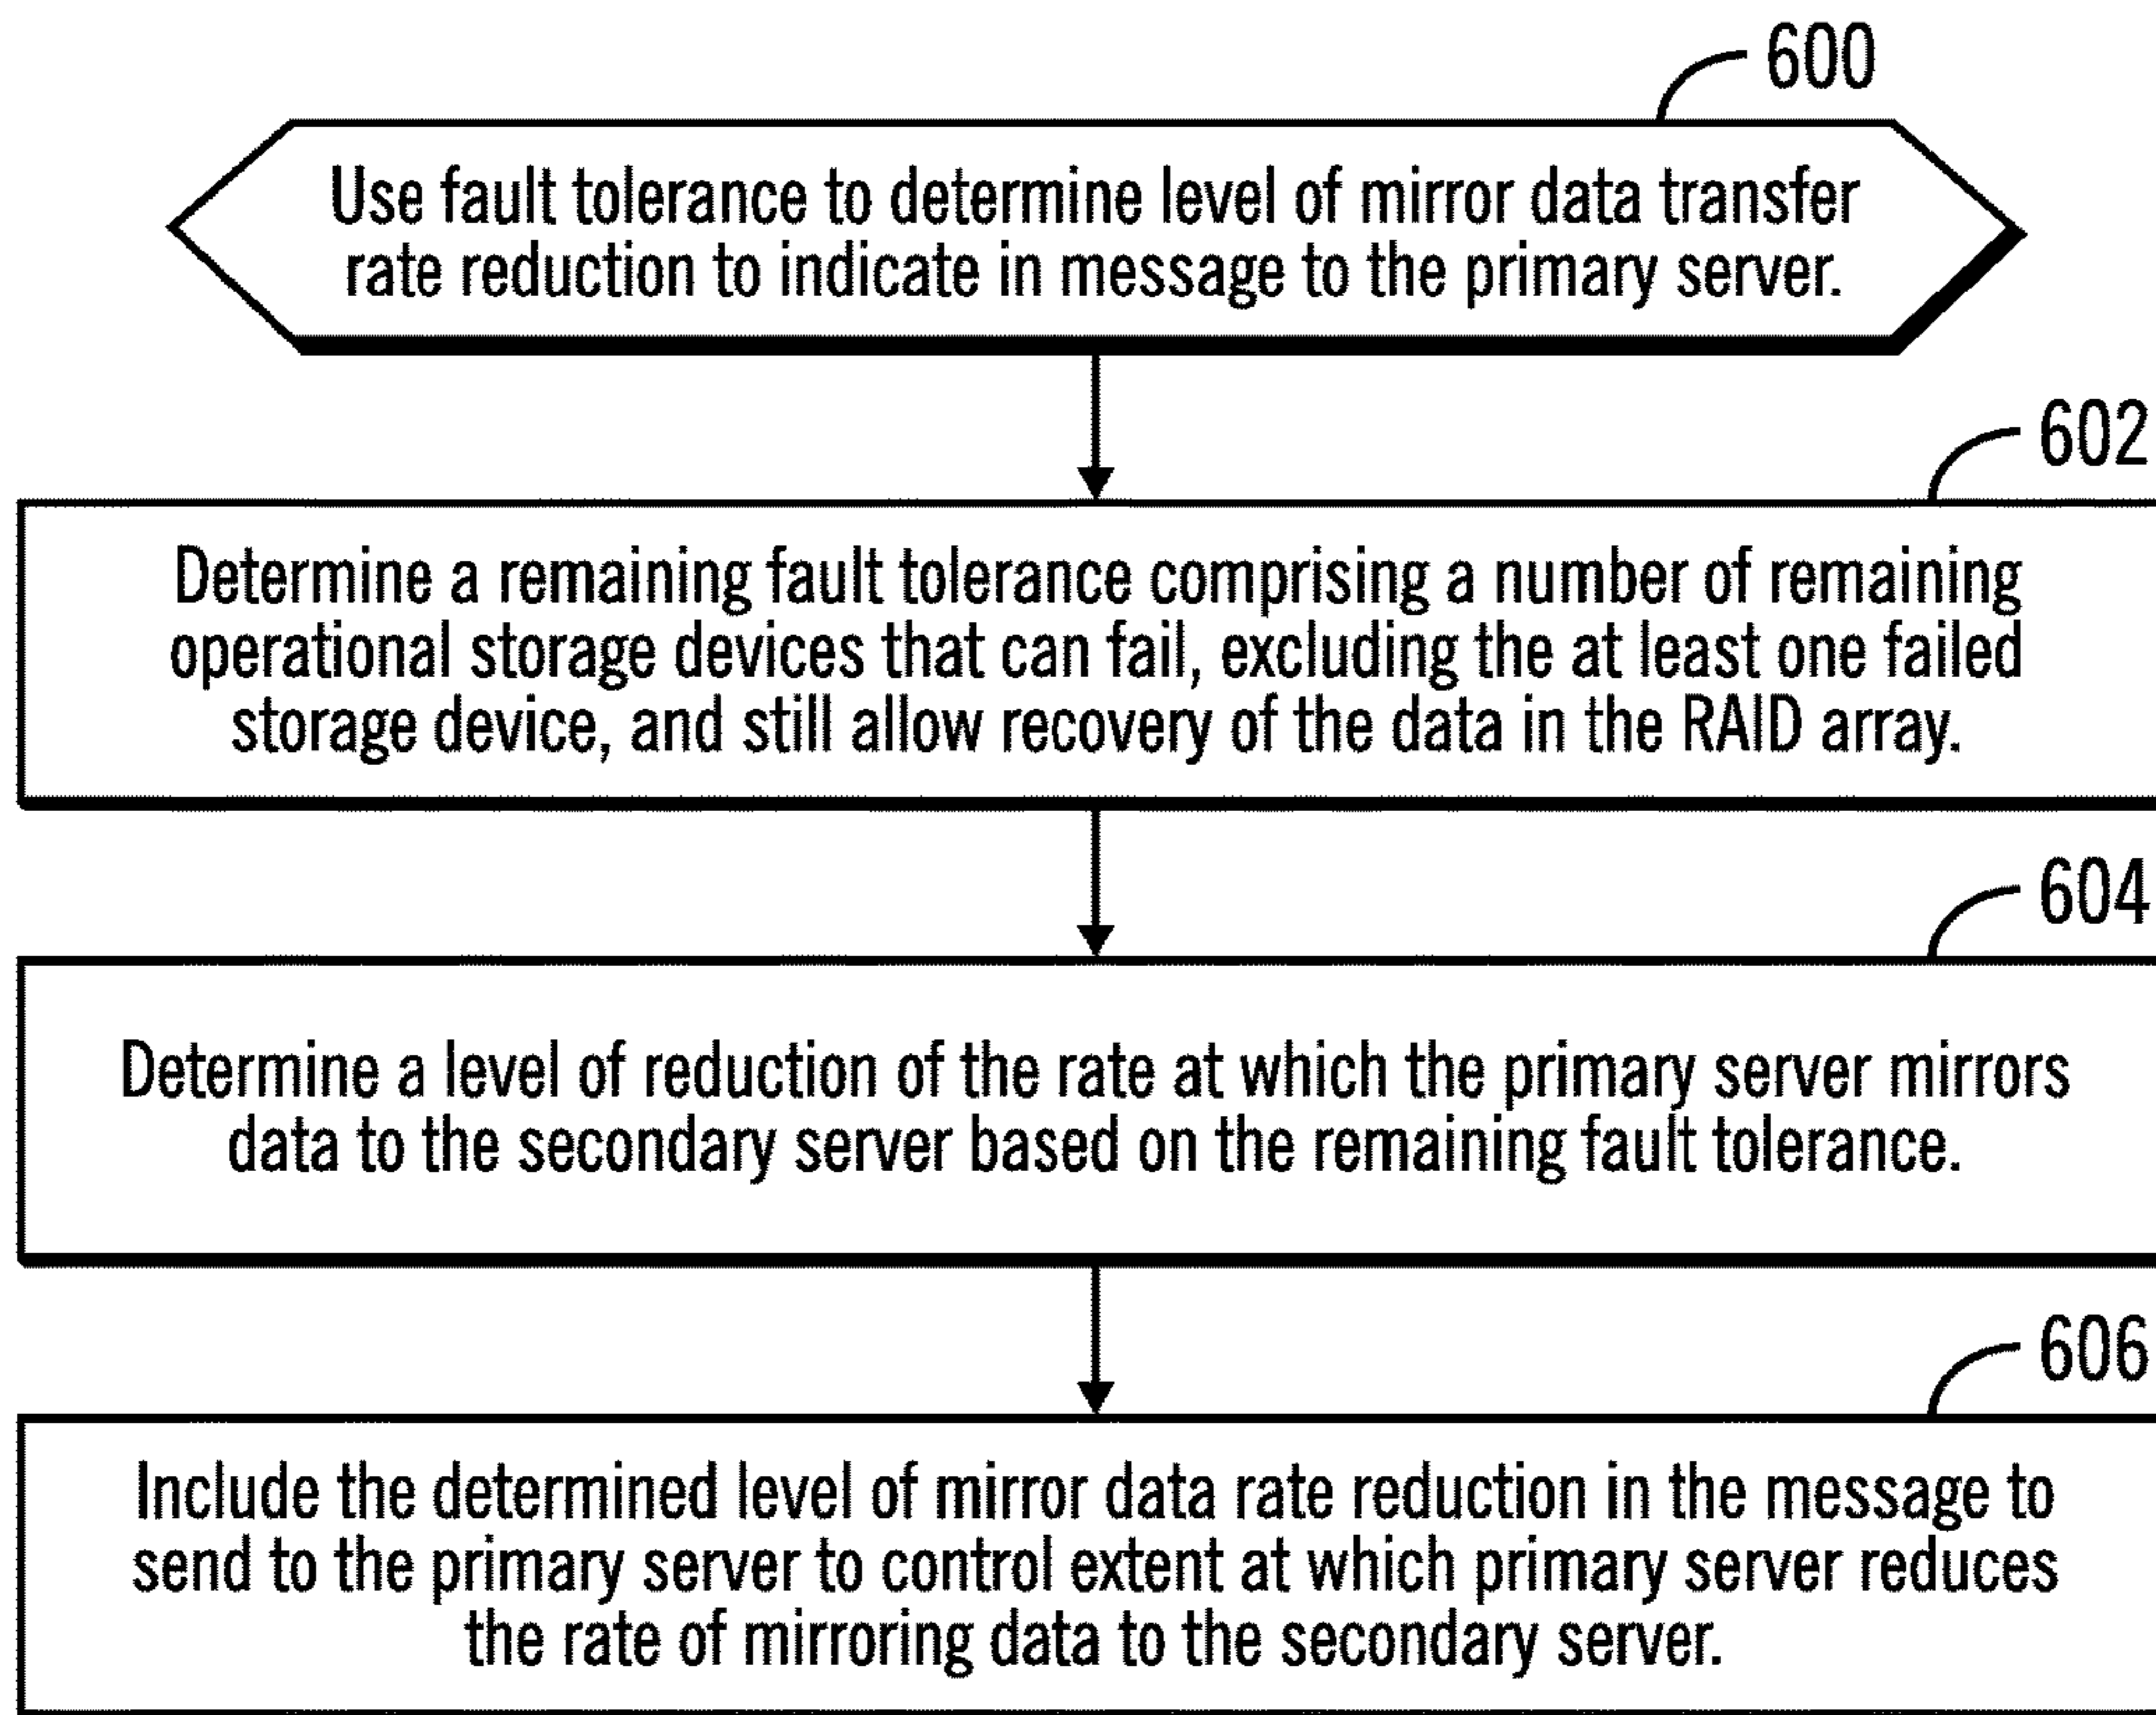 600
Use fault tolerance to determine level of mirror data transfer
rate reduction to indicate in message to the primary server.
602
Determine a remaining fault tolerance comprising a number of remaining
operational storage devices that can fail, excluding the at least one failed
storage device, and still allow recovery of the data in the RAID array.
604
Determine a level of reduction of the rate at which the primary server mirrors
data to the secondary server based on the remaining fault tolerance.
606
Include the determined level of mirror data rate reduction in the message to
send to the primary server to control extent at which primary server reduces
the rate of mirroring data to the secondary server.